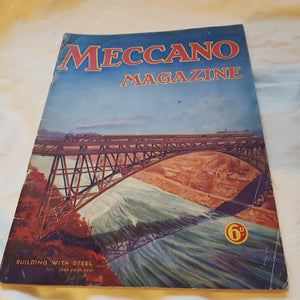 MECCANO
MAGAZINE
6D
BUILDING WITH STEEL